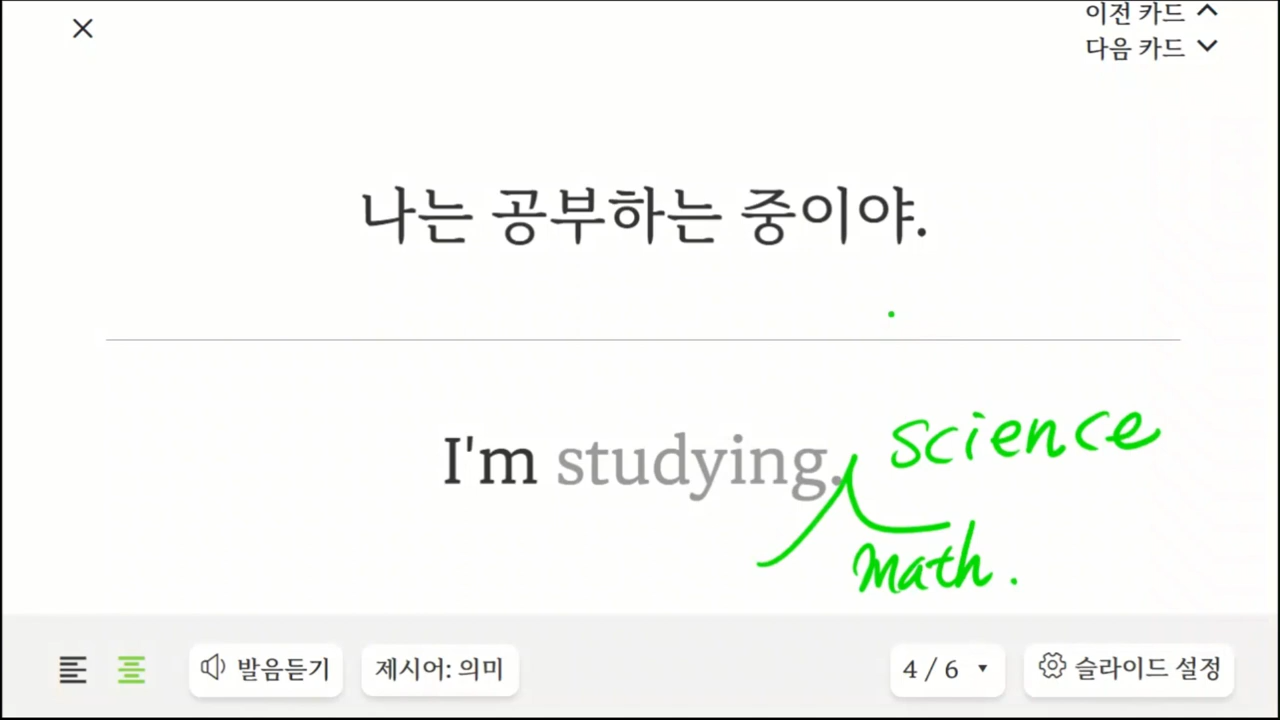 이전 카드
다음 카드
나는 공부하는 중이야.
I'm studying.
science
math.
발음듣기
제시어: 의미
4 / 6
슬라이드 설정